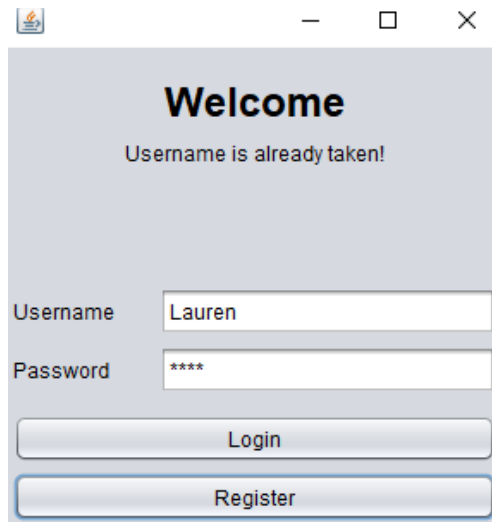 Welcome
Username is already taken!
Username Lauren
Password ****
Login
Register